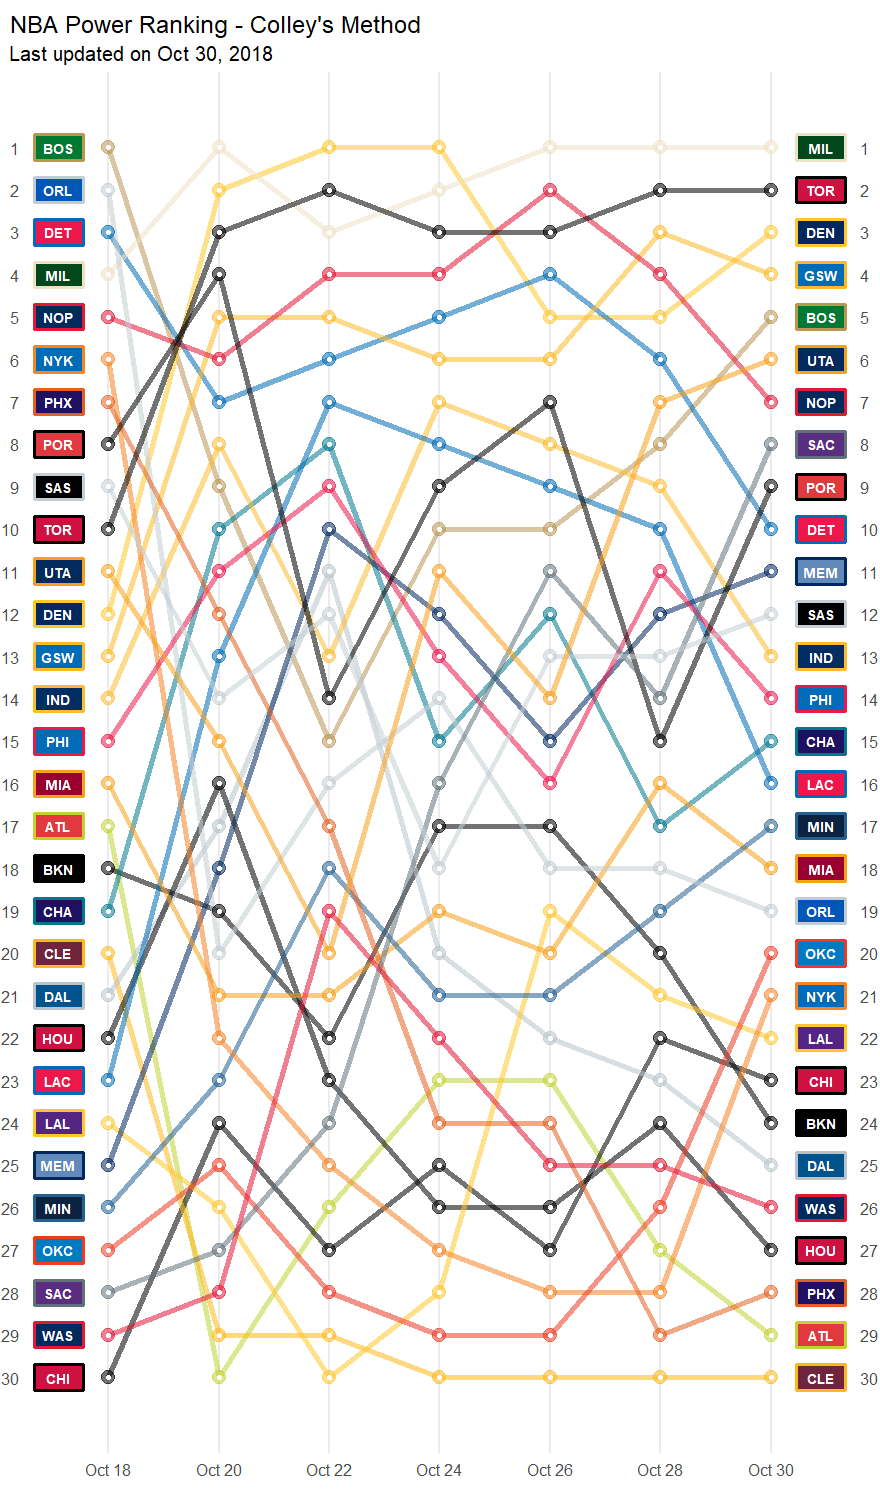 NBA Power Ranking - Colley's Method
Last updated on Oct 30, 2018
1 BOS MIL 1
2 ORL TOR 2
3 DET DEN 3
4 MIL GSW 4
5 NOP BOS 5
6 NYK UTA 6
7 PHX NOP 7
8 POR SAC 8
9 SAS POR 9
10 TOR DET 10
11 UTA MEM 11
12 DEN SAS 12
13 GSW IND 13
14 IND PHI 14
15 PHI CHA 15
16 MIA LAC 16
17 ATL MIN 17
18 BKN MIA 18
19 CHA ORL 19
20 CLE OKC 20
21 DAL NYK 21
22 HOU LAL 22
23 LAC CHI 23
24 LAL BKN 24
25 MEM DAL 25
26 MIN WAS 26
27 OKC HOU 27
28 SAC PHX 28
29 WAS ATL 29
30 CHI CLE 30
Oct 18 Oct 20 Oct 22 Oct 24 Oct 26 Oct 28 Oct 30